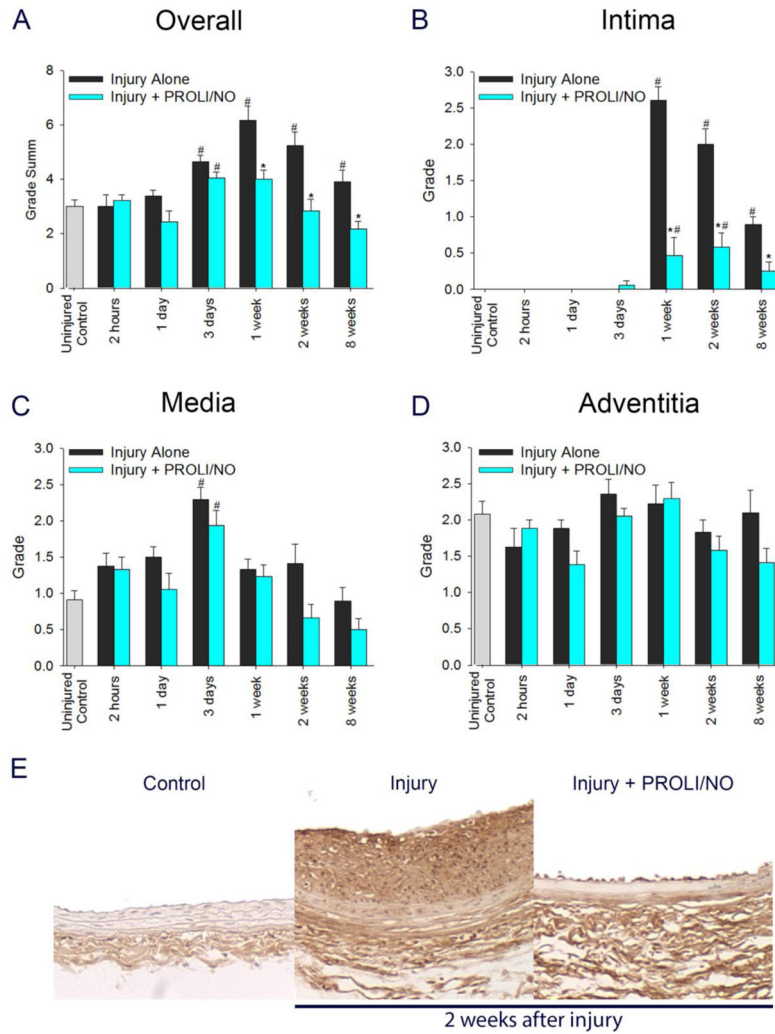 A
Overall
Injury Alone
Injury + PROLI/NO
Grade Summ
8
6
4
2
0
# # # # * # * # *
Uninjured Control
2 hours
1 day
3 days
1 week
2 weeks
8 weeks
B
Intima
Injury Alone
Injury + PROLI/NO
Grade
3.0
2.5
2.0
1.5
1.0
0.5
0.0
# *# # *# # *
Uninjured Control
2 hours
1 day
3 days
1 week
2 weeks
8 weeks
C
Media
Injury Alone
Injury + PROLI/NO
Grade
3.0
2.5
2.0
1.5
1.0
0.5
0.0
# #
Uninjured Control
2 hours
1 day
3 days
1 week
2 weeks
8 weeks
D
Adventitia
Injury Alone
Injury + PROLI/NO
Grade
3.0
2.5
2.0
1.5
1.0
0.5
0.0
Uninjured Control
2 hours
1 day
3 days
1 week
2 weeks
8 weeks
E
Control
Injury
Injury + PROLI/NO
2 weeks after injury